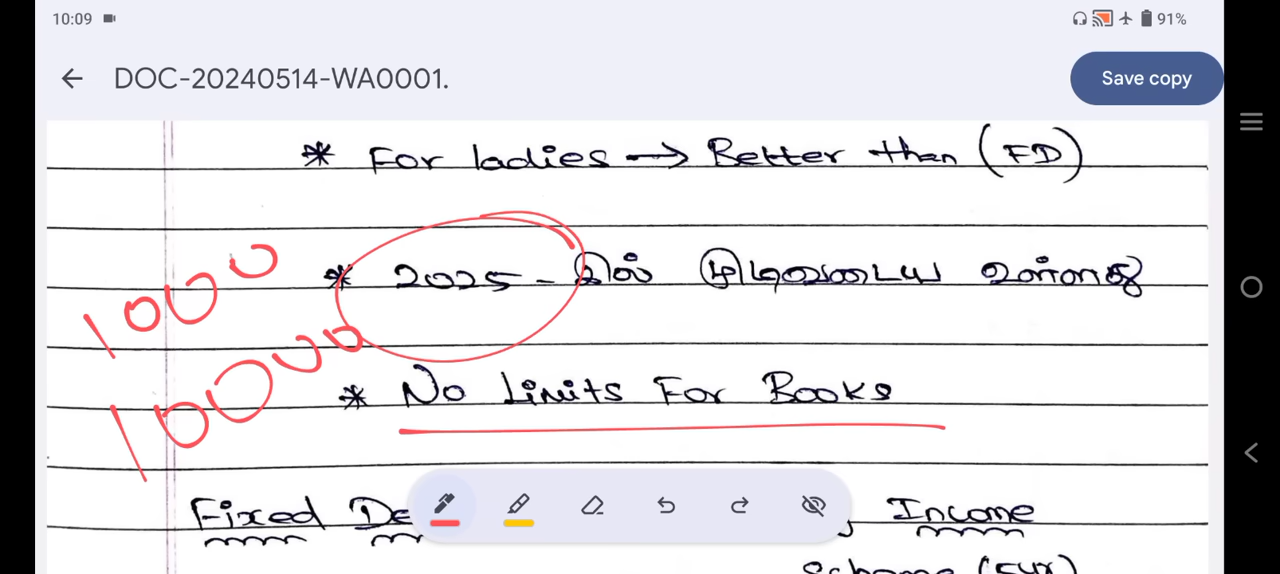 10:09 91%
DOC-20240514-WA0001.
Save copy
* For ladies → Better than (FD)
1000
* 2025 - இல்
10000
* No Limits For Books
Fixed De Income